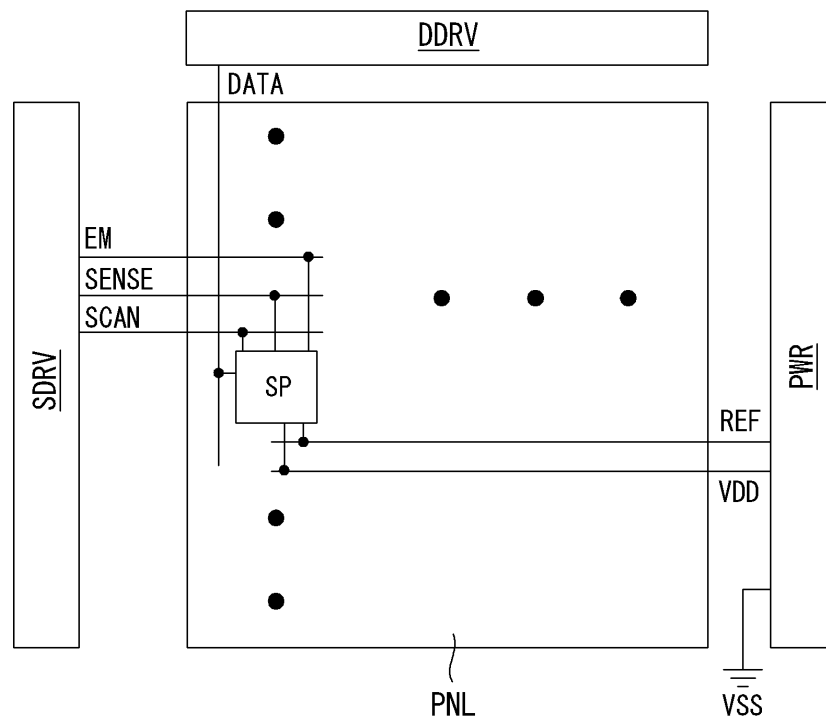 DDRV
DATA
EM
SENSE
SCAN
SDRV
SP
PWR
REF
VDD
PNL
VSS